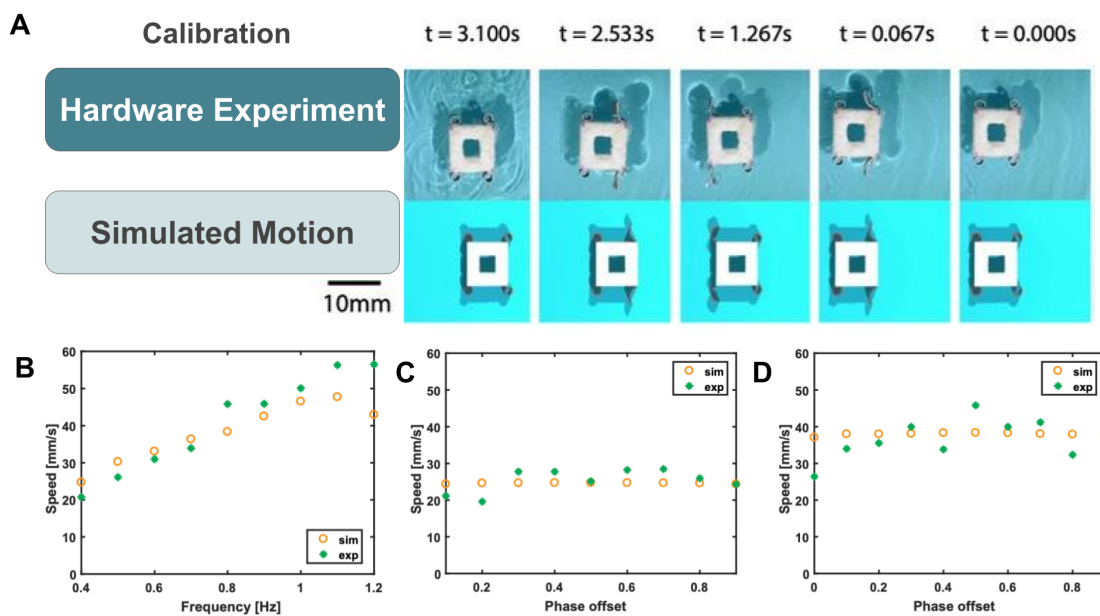 A
Calibration
t = 3.100s
t = 2.533s
t = 1.267s
t = 0.067s
t = 0.000s
Hardware Experiment
Simulated Motion
10mm
B
60
50
40
30
20
10
0
Speed [mm/s]
0.4
0.6
0.8
1
1.2
Frequency [Hz]
sim
exp
C
60
50
40
30
20
10
0
Speed [mm/s]
0.2
0.4
0.6
0.8
Phase offset
sim
exp
D
60
50
40
30
20
10
0
Speed [mm/s]
0
0.2
0.4
0.6
0.8
Phase offset
sim
exp